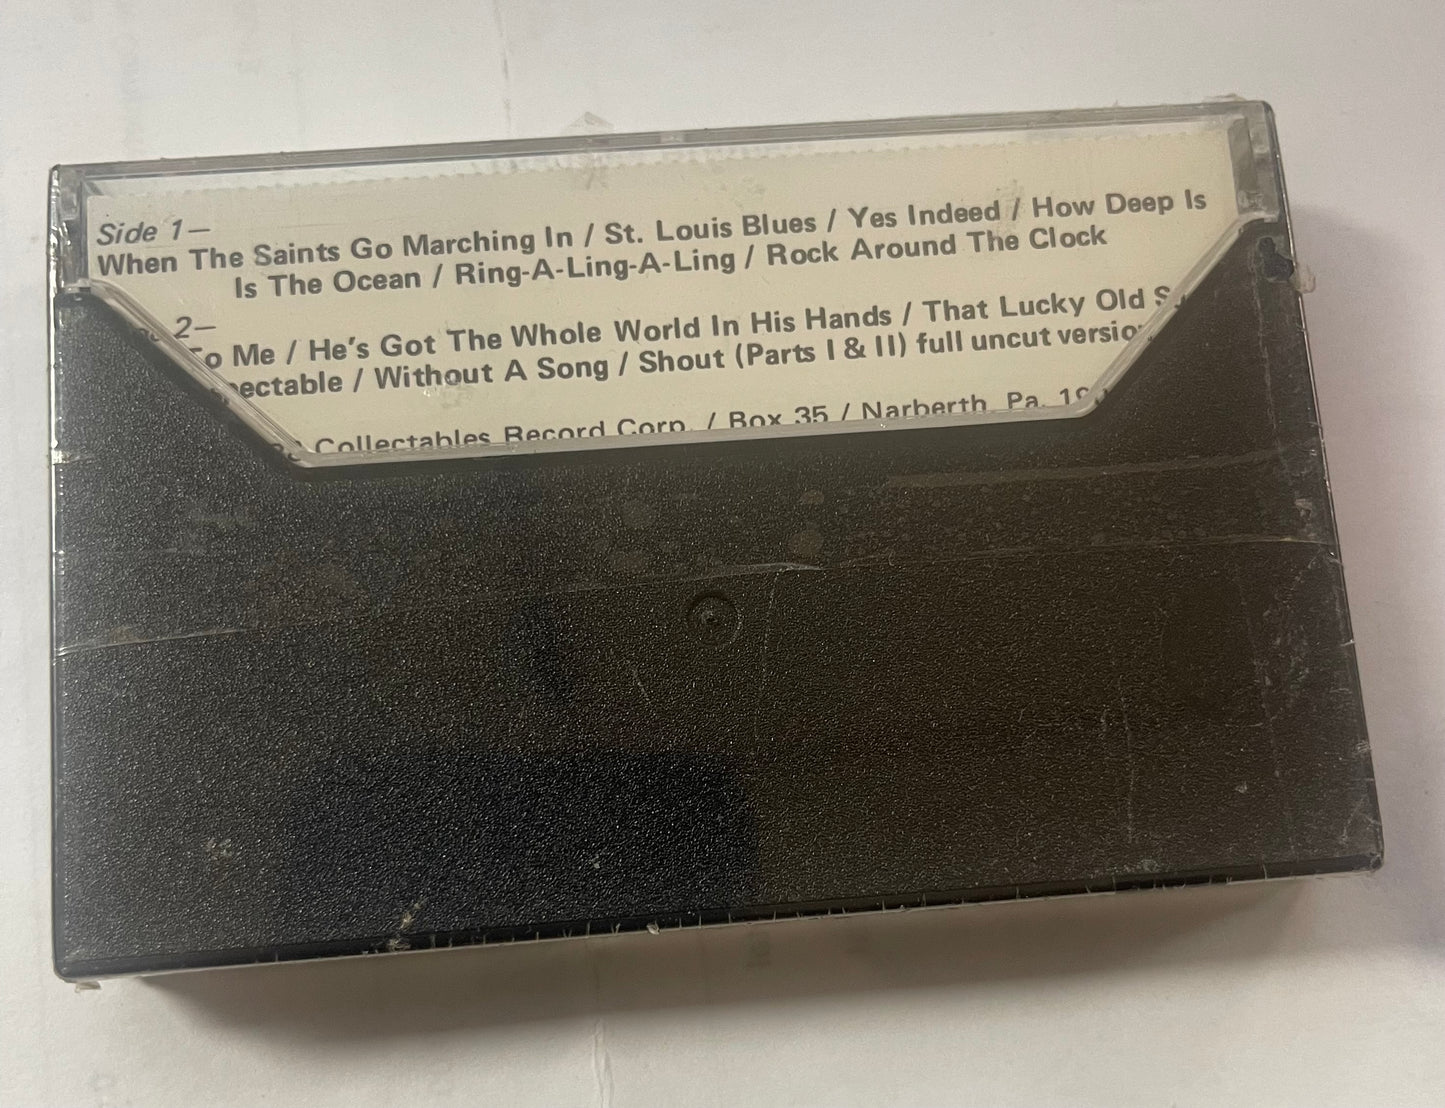 Side 1—
When The Saints Go Marching In / St. Louis Blues / Yes Indeed / How Deep Is
Is The Ocean / Ring-A-Ling-A-Ling / Rock Around The Clock
2—
Me / He's Got The Whole World In His Hands / That Lucky Old
/ Without A Song / Shout (Parts I & II) full uncut
Collectables Record Corp. / Box 35 / Narberth, Pa.